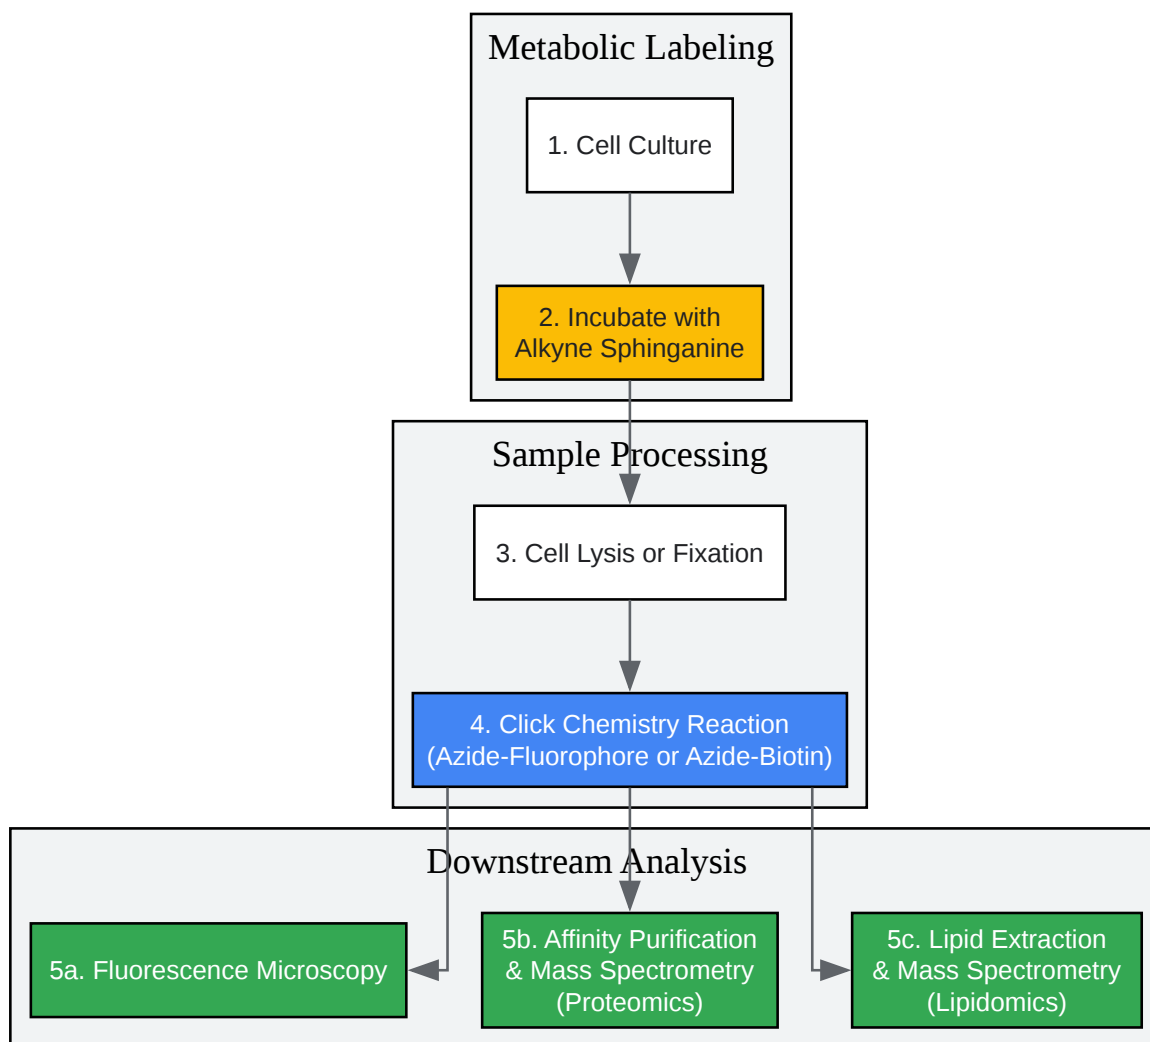 Metabolic Labeling
1. Cell Culture
2. Incubate with
Alkyne Sphinganine
Sample Processing
3. Cell Lysis or Fixation
4. Click Chemistry Reaction
(Azide-Fluorophore or Azide-Biotin)
Downstream Analysis
5a. Fluorescence Microscopy
5b. Affinity Purification
& Mass Spectrometry
(Proteomics)
5c. Lipid Extraction
& Mass Spectrometry
(Lipidomics)